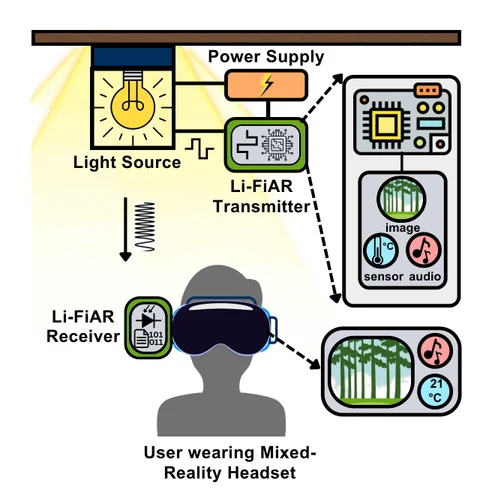 Power Supply
Light Source
Li-FiAR
Transmitter
°C
image
sensor audio
Li-FiAR
Receiver
101
011
21
°C
User wearing Mixed-
Reality Headset